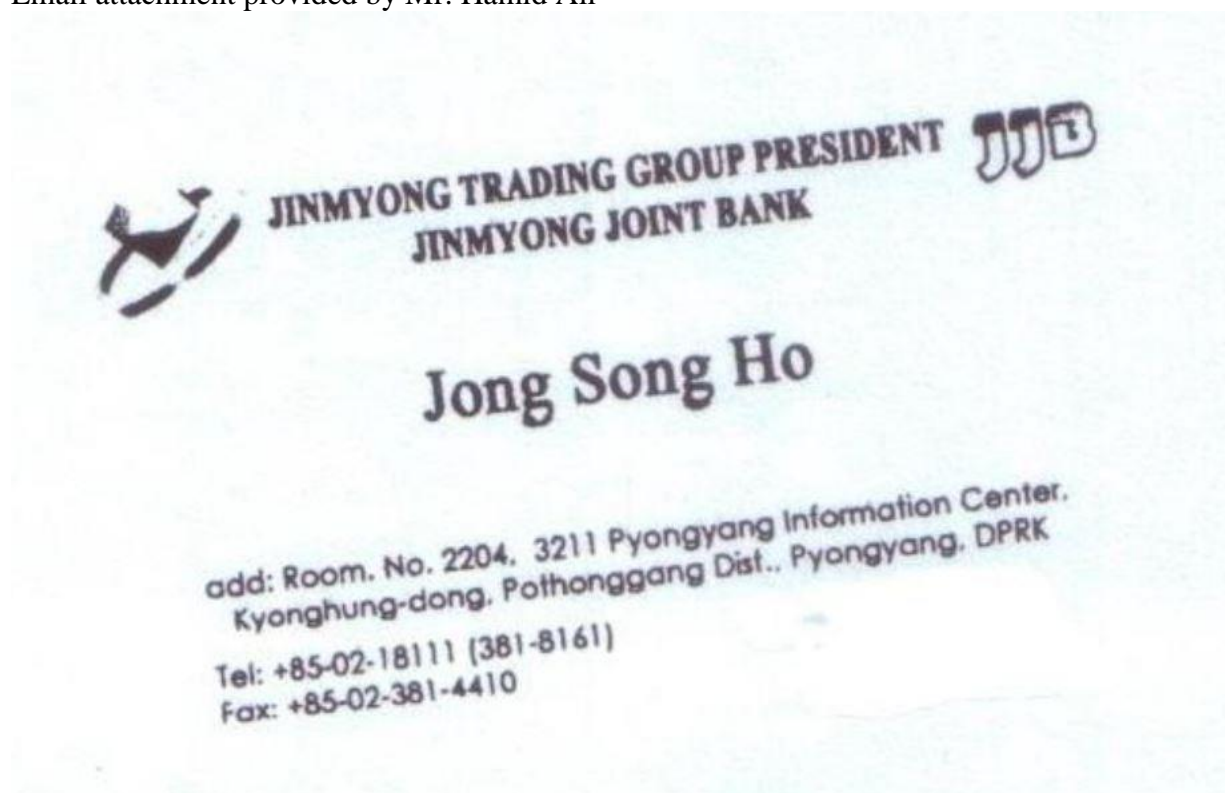 Email attachment provided by Mr. Hamid Ali
JINMYONG TRADING GROUP PRESIDENT JJB
JINMYONG JOINT BANK
Jong Song Ho
add: Room. No. 2204, 3211 Pyongyang Information Center,
Kyonghung-dong, Pothonggang Dist., Pyongyang, DPRK
Tel: +85-02-18111 (381-8161)
Fax: +85-02-381-4410